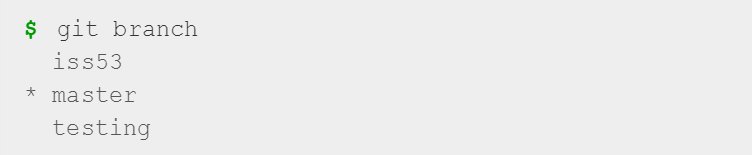 $ git branch
  iss53
* master
  testing